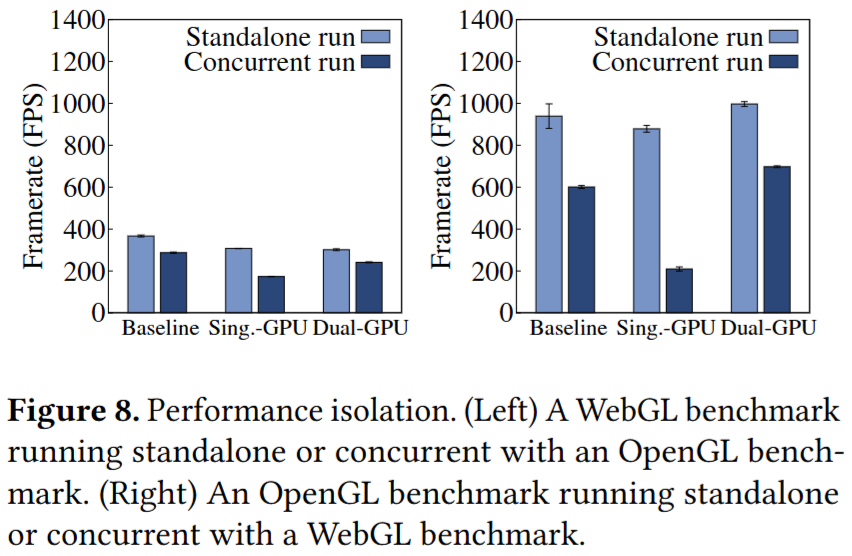 1400
1200
1000
800
600
400
200
0
Framerate (FPS)
Standalone run
Concurrent run
Baseline Sing.-GPU Dual-GPU
1400
1200
1000
800
600
400
200
0
Framerate (FPS)
Standalone run
Concurrent run
Baseline Sing.-GPU Dual-GPU
Figure 8. Performance isolation. (Left) A WebGL benchmark
running standalone or concurrent with an OpenGL bench-
mark. (Right) An OpenGL benchmark running standalone
or concurrent with a WebGL benchmark.